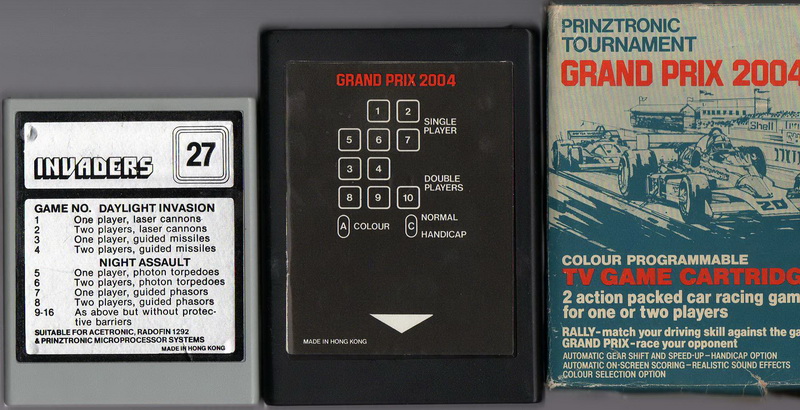 INVADERS
27
GAME NO. DAYLIGHT INVASION
1 One player, laser cannons
2 Two players, laser cannons
3 One player, guided missiles
4 Two players, guided missiles
NIGHT ASSAULT
5 One player, photon torpedoes
6 Two players, photon torpedoes
7 One player, guided phasors
8 Two players, guided phasors
9-16 As above but without protec-
tive barriers
SUITABLE FOR ACETRONIC, RADOFIN 1292
& PRINZTRONIC MICROPROCESSOR SYSTEMS
MADE IN HONG KONG
GRAND PRIX 2004
1 2
SINGLE
PLAYER
5 6 7
3 4
DOUBLE
PLAYERS
8 9 10
A COLOUR
C NORMAL
HANDICAP
MADE IN HONG KONG
PRINZTRONIC
TOURNAMENT
GRAND PRIX 2004
Shell
20
COLOUR PROGRAMMABLE
TV GAME CARTRIDG
2 action packed car racing gam
for one or two players
RALLY-match your driving skill against the ga
GRAND PRIX-race your opponent
AUTOMATIC GEAR SHIFT AND SPEED-UP-HANDICAP OPTION
AUTOMATIC ON-SCREEN SCORING-REALISTIC SOUND EFFECTS
COLOUR SELECTION OPTION